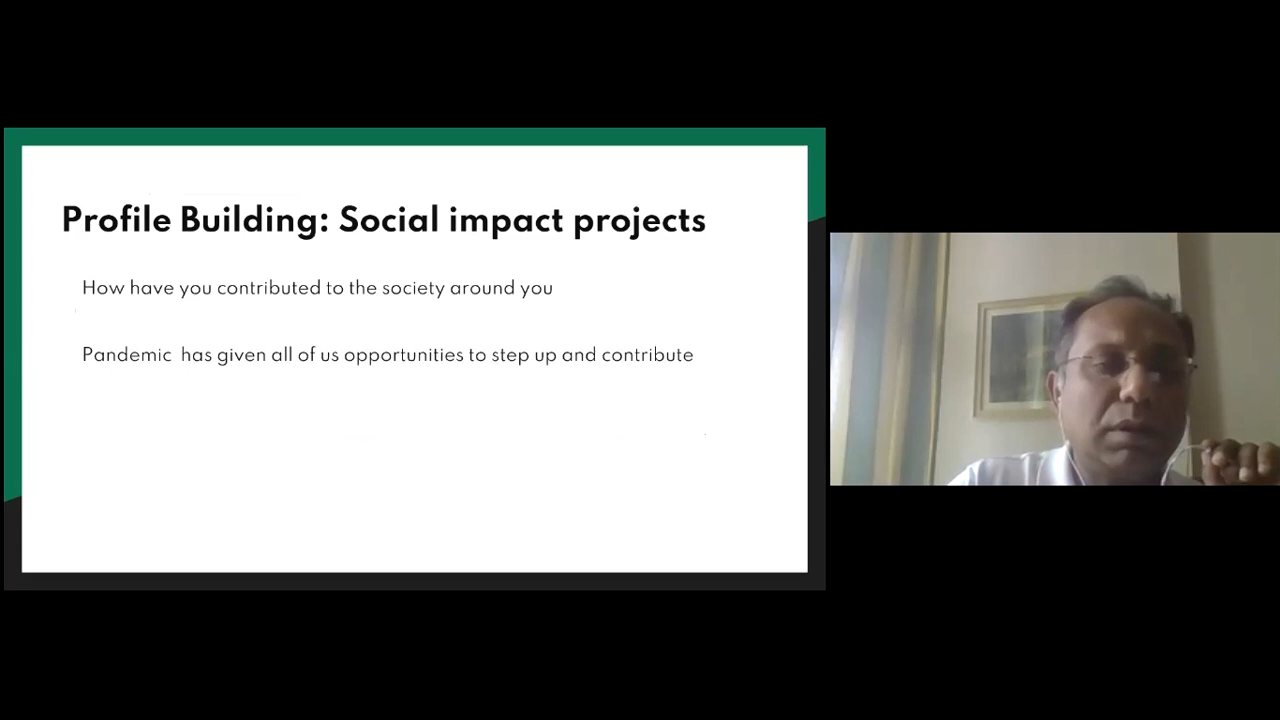 Profile Building: Social impact projects
How have you contributed to the society around you
Pandemic has given all of us opportunities to step up and contribute